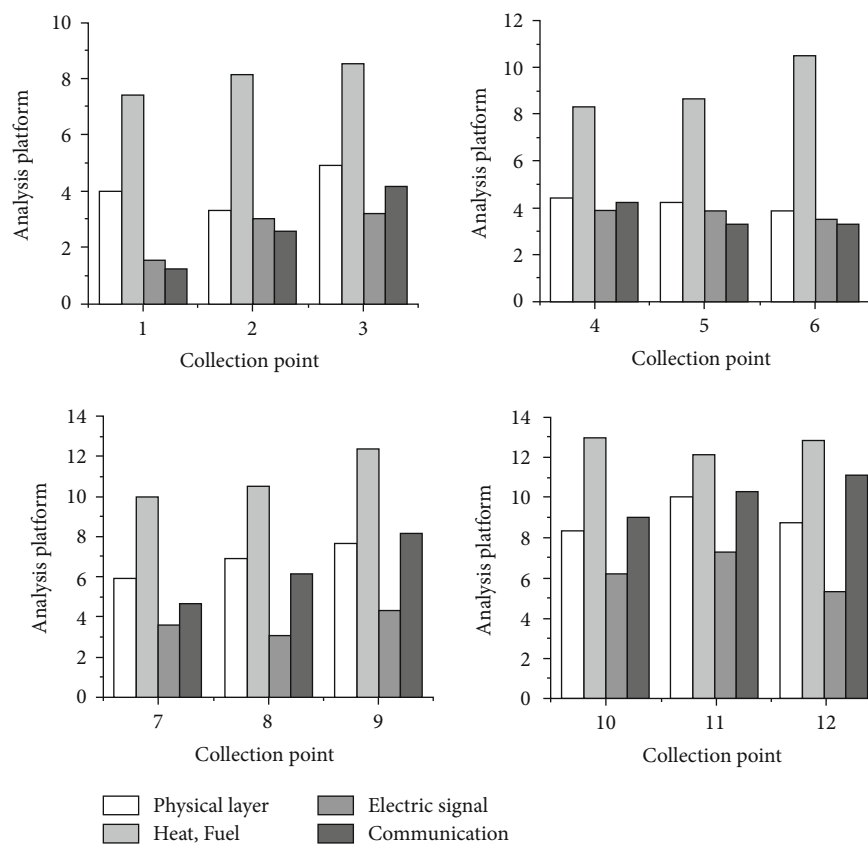 Analysis platform
10
8
6
4
2
0
1 2 3
Collection point
Analysis platform
12
10
8
6
4
2
0
4 5 6
Collection point
Analysis platform
14
12
10
8
6
4
2
0
7 8 9
Collection point
Analysis platform
14
12
10
8
6
4
2
0
10 11 12
Collection point
Physical layer
Heat, Fuel
Electric signal
Communication